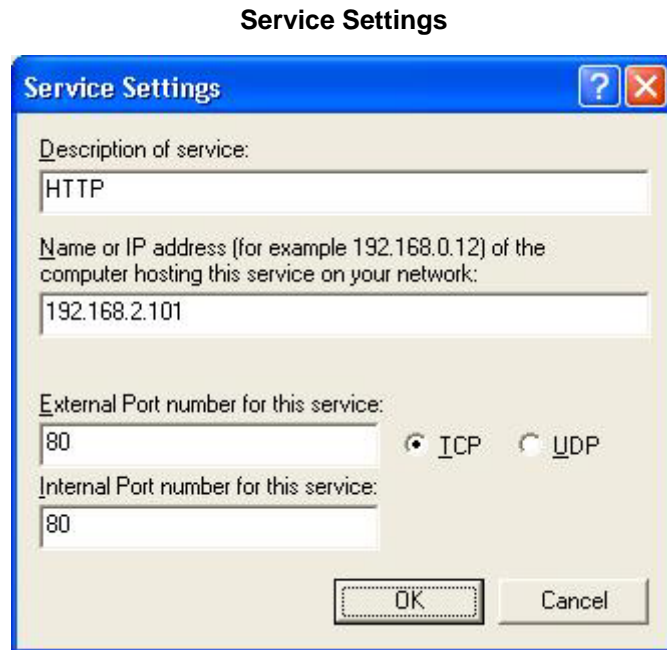 Service Settings
Service Settings
Description of service:
HTTP
Name or IP address (for example 192.168.0.12) of the
computer hosting this service on your network:
192.168.2.101
External Port number for this service:
80
TCP
UDP
Internal Port number for this service:
80
OK
Cancel